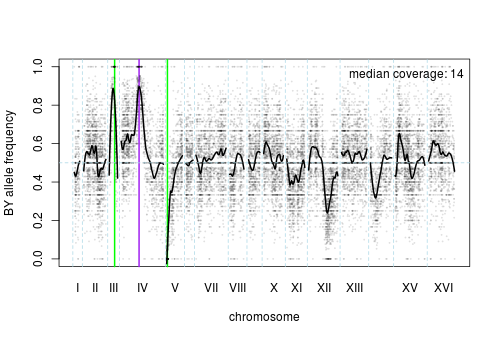 median coverage: 14
BY allele frequency
1.0
0.8
0.6
0.4
0.2
0.0
I II III IV V VII VIII X XI XII XIII XV XVI
chromosome